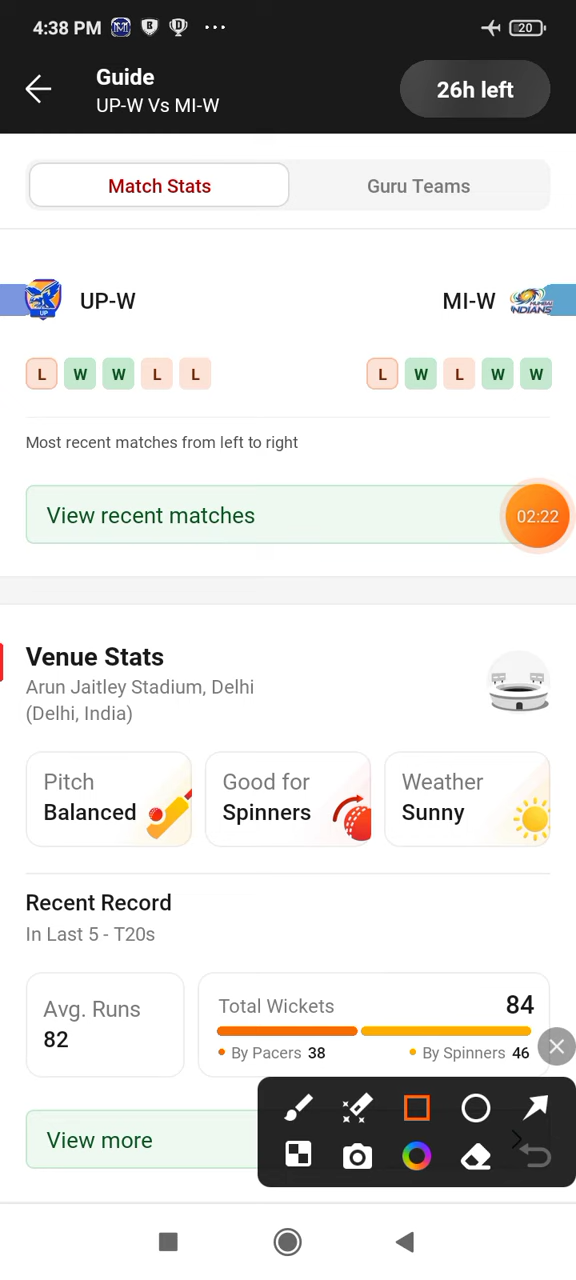 4:38 PM
20
Guide
UP-W Vs MI-W
26h left
Match Stats
Guru Teams
UP
UP-W
MI-W
MUMBAI
INDIANS
L W W L L
L W L W W
Most recent matches from left to right
View recent matches
02:22
Venue Stats
Arun Jaitley Stadium, Delhi
(Delhi, India)
Pitch
Balanced
Good for
Spinners
Weather
Sunny
Recent Record
In Last 5 - T20s
Avg. Runs
82
Total Wickets 84
By Pacers 38
By Spinners 46
View more